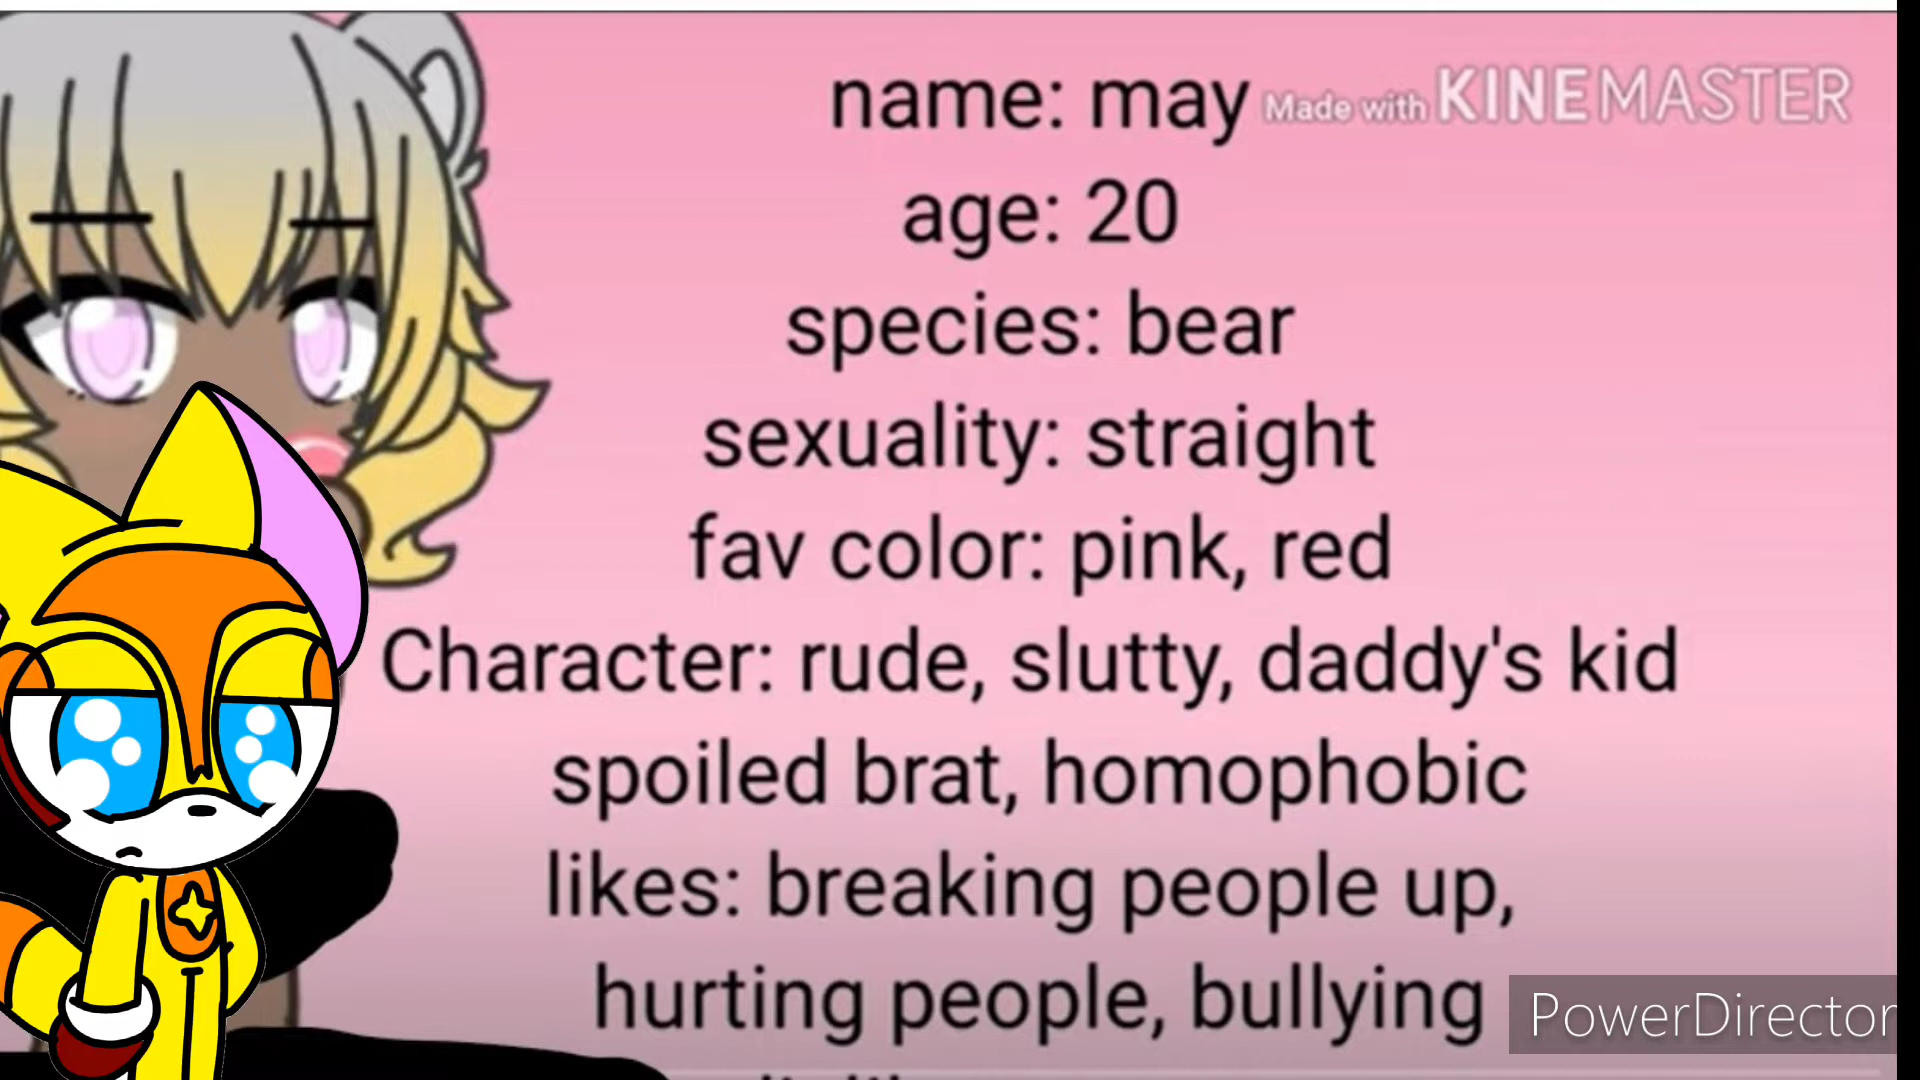 name: may
Made with KINEMASTER
age: 20
species: bear
sexuality: straight
fav color: pink, red
Character: rude, slutty, daddy's kid
spoiled brat, homophobic
likes: breaking people up,
hurting people, bullying
PowerDirector